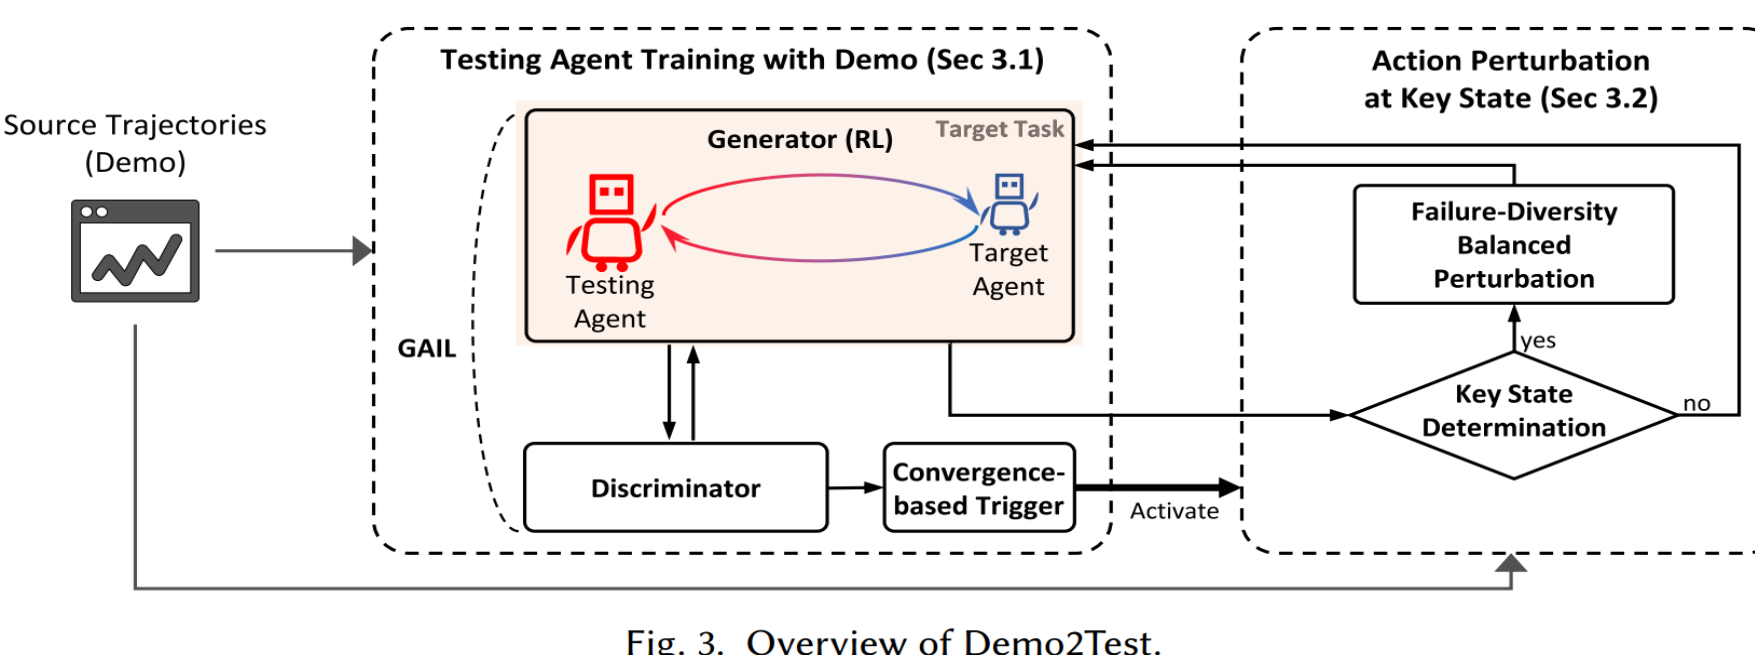 Testing Agent Training with Demo (Sec 3.1)
Action Perturbation
at Key State (Sec 3.2)
Source Trajectories
(Demo)
Generator (RL)
Target Task
Testing
Agent
Target
Agent
GAIL
Discriminator
Convergence-
based Trigger
Activate
Failure-Diversity
Balanced
Perturbation
yes
Key State
Determination
no
Fig. 3. Overview of Demo2Test.